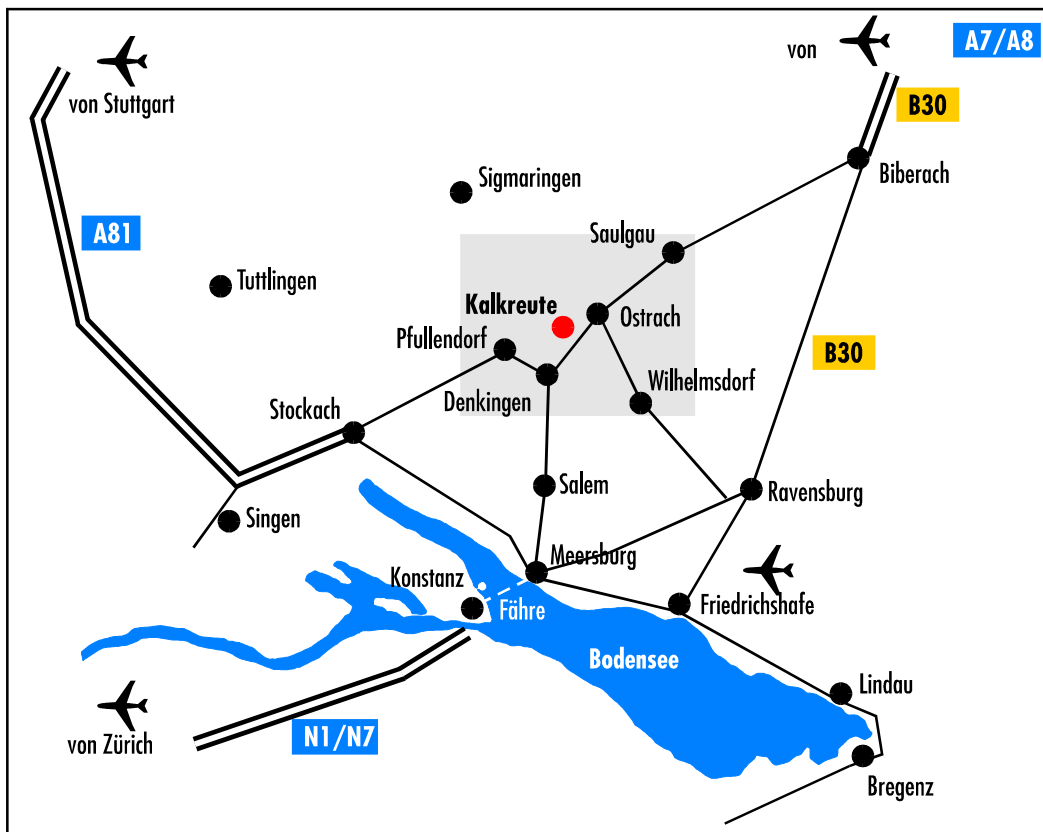 von
A7/A8
von Stuttgart
B30
Biberach
Sigmaringen
A81
Saulgau
Tuttlingen
Kalkreute
Ostrach
Pfullendorf
B30
Wilhelmsdorf
Denkingen
Stockach
Salem
Ravensburg
Singen
Meersburg
Konstanz
Fähre
Friedrichshafe
Bodensee
Lindau
von Zürich
N1/N7
Bregenz